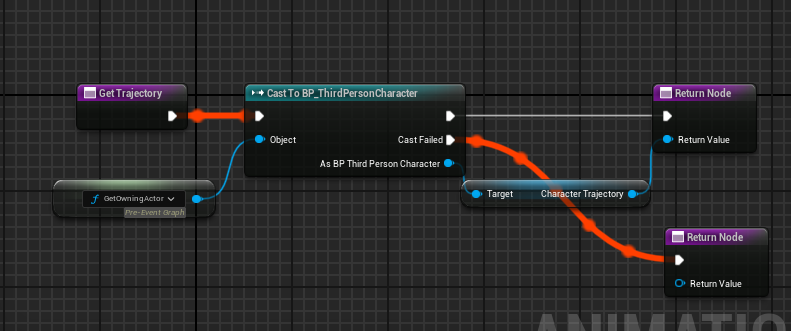 Get Trajectory
Cast To BP_ThirdPersonCharacter
Return Node
Object
Cast Failed
Return Value
As BP Third Person Character
GetOwningActor
Pre-Event Graph
Target
Character Trajectory
Return Node
Return Value
ANIMATIO